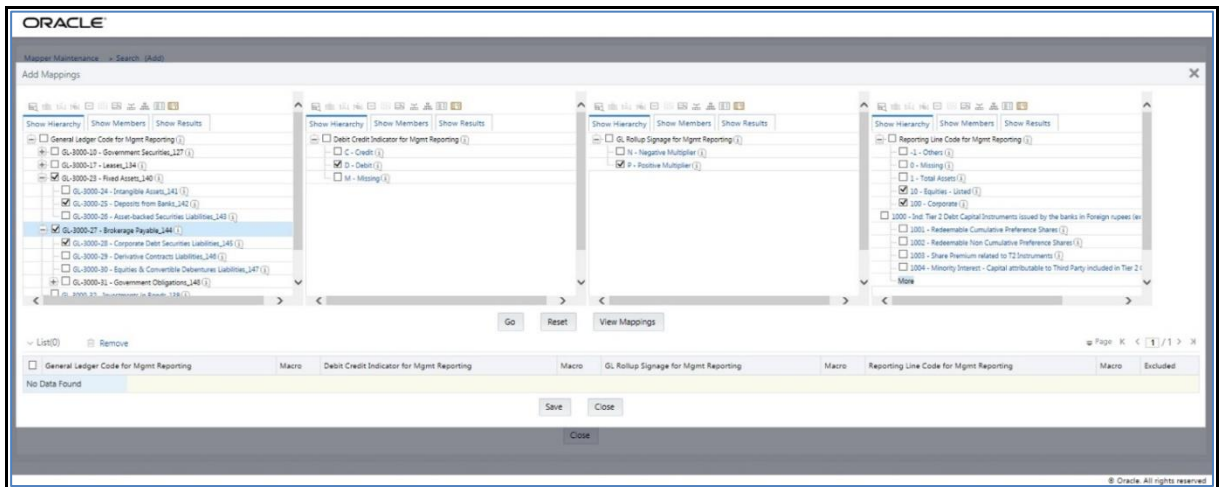 ORACLE
Mapper Maintenance » Search (Add)
Add Mappings
Show Hierarchy Show Members Show Results
General Ledger Code for Mgmt Reporting
GL-3000-10 - Government Securities_127
GL-3000-17 - Leases_134
GL-3000-23 - Fixed Assets_140
GL-3000-24 - Intangible Assets_141
GL-3000-25 - Deposits from Banks_142
GL-3000-26 - Asset-backed Securities Liabilities_143
GL-3000-27 - Brokerage Payable_144
GL-3000-28 - Corporate Debt Securities Liabilities_145
GL-3000-29 - Derivative Contracts Liabilities_146
GL-3000-30 - Equities & Convertible Debentures Liabilities_147
GL-3000-31 - Government Obligations_148
Show Hierarchy Show Members Show Results
Debit Credit Indicator for Mgmt Reporting
C - Credit
D - Debit
M - Missing
Show Hierarchy Show Members Show Results
GL Rollup Signage for Mgmt Reporting
N - Negative Multiplier
P - Positive Multiplier
Show Hierarchy Show Members Show Results
Reporting Line Code for Mgmt Reporting
-1 - Others
0 - Missing
1 - Total Assets
10 - Equities - Listed
100 - Corporate
1000 - Ind: Tier 2 Debt Capital Instruments issued by the banks in Foreign rupees
1001 - Redeemable Cumulative Preference Shares
1002 - Redeemable Non Cumulative Preference Shares
1003 - Share Premium related to T2 Instruments
1004 - Minority Interest - Capital attributable to Third Party included in Tier 2
More
Go Reset View Mappings
List(0) Remove Page 1 / 1
General Ledger Code for Mgmt Reporting Macro Debit Credit Indicator for Mgmt Reporting Macro GL Rollup Signage for Mgmt Reporting Macro Reporting Line Code for Mgmt Reporting Macro Excluded
No Data Found
Save Close
Close
© Oracle. All rights reserved